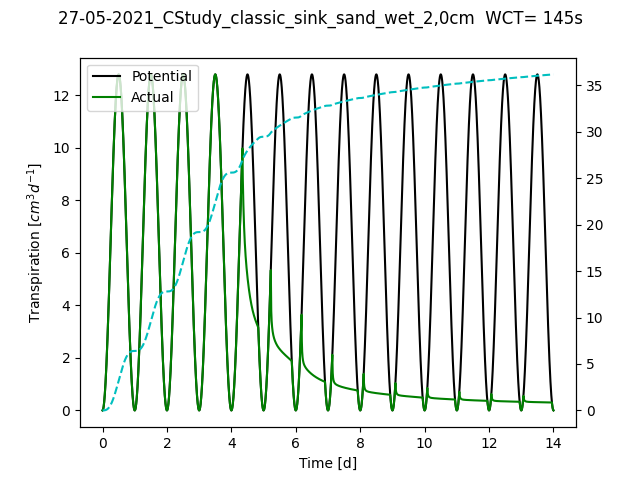 27-05-2021_CStudy_classic_sink_sand_wet_2,0cm  WCT= 145s
Potential
Actual
Transpiration [cm³d⁻¹]
12
10
8
6
4
2
0
35
30
25
20
15
10
5
0
0 2 4 6 8 10 12 14
Time [d]